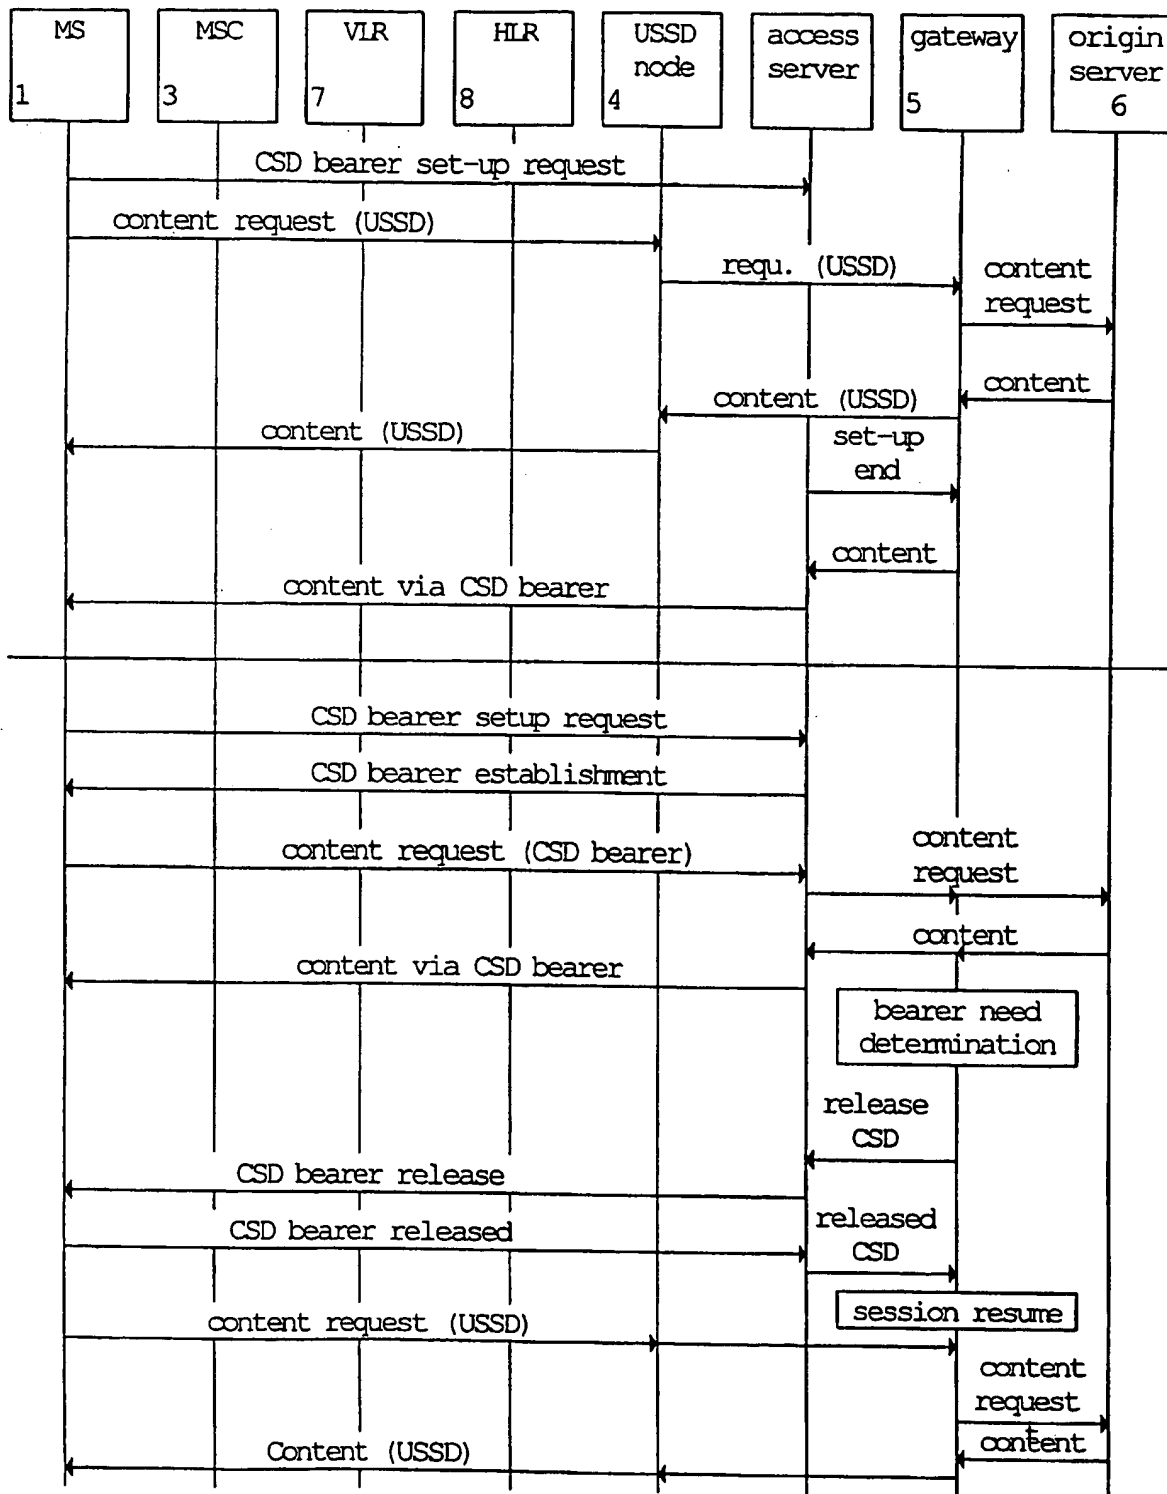 MS
1
MSC
3
VLR
7
HLR
8
USSD
node
4
access
server
gateway
5
origin
server
6
CSD bearer set-up request
content request (USSD)
requ. (USSD)
content
request
content
content (USSD)
content (USSD)
set-up
end
content
content via CSD bearer
CSD bearer setup request
CSD bearer establishment
content request (CSD bearer)
content
request
content
content via CSD bearer
bearer need
determination
release
CSD
CSD bearer release
CSD bearer released
released
CSD
session resume
content request (USSD)
content
request
content
Content (USSD)